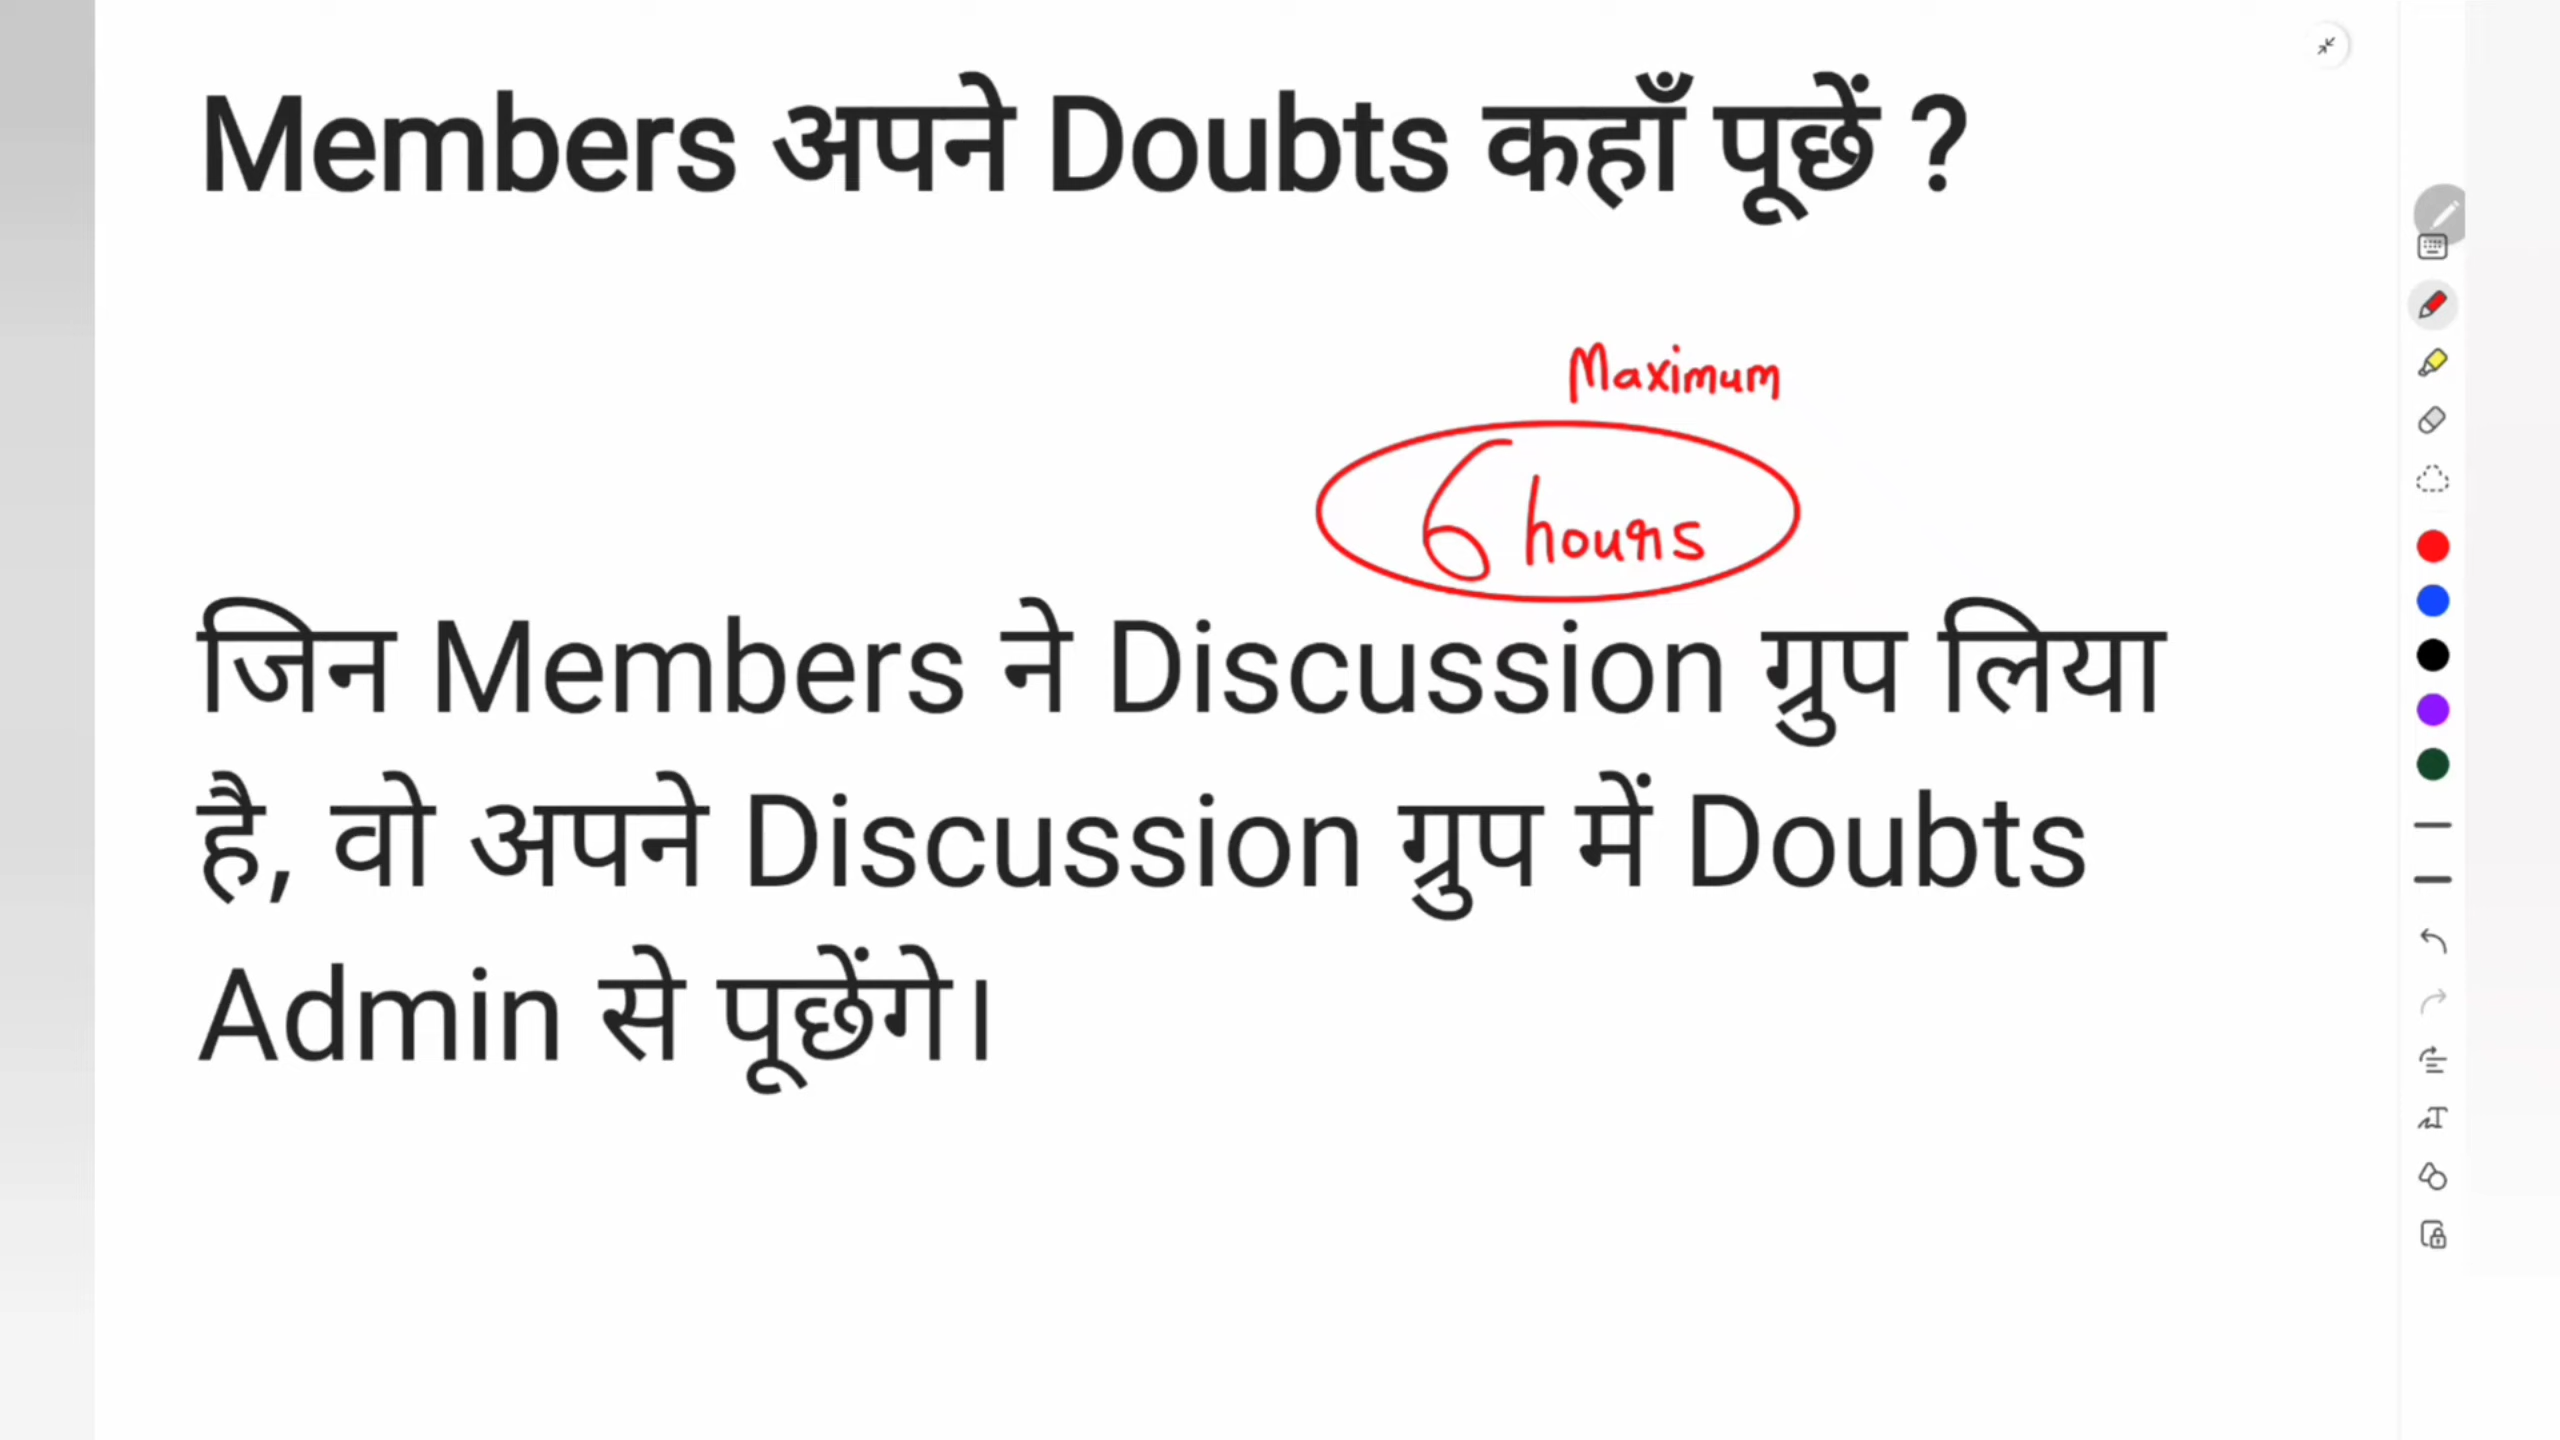 Members अपने Doubts कहाँ पूछें ?
Maximum
6 hours
जिन Members ने Discussion ग्रुप लिया
है, वो अपने Discussion ग्रुप में Doubts
Admin से पूछेंगे।